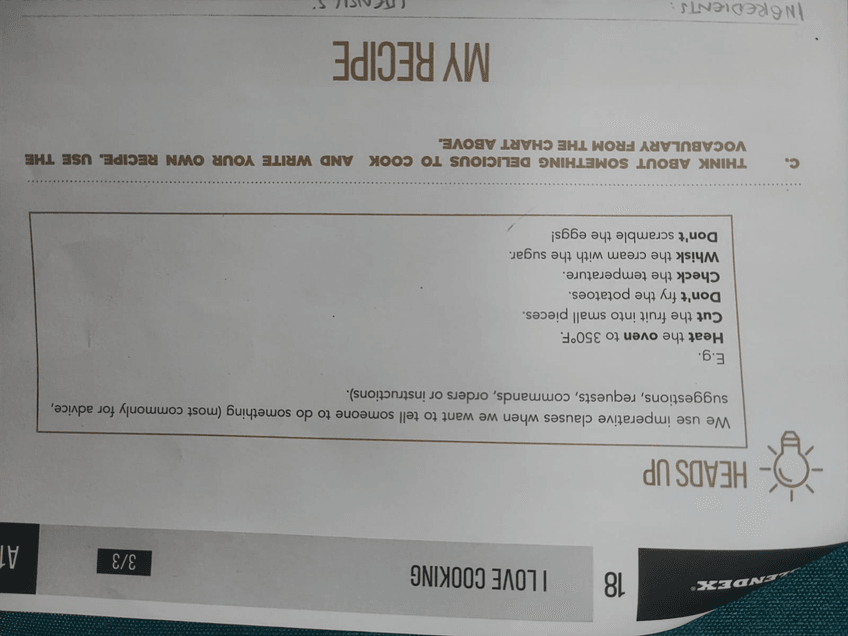 18
I LOVE COOKING
3/3
A1
HEADS UP
We use imperative clauses when we want to tell someone to do something (most commonly for advice,
suggestions, requests, commands, orders or instructions).
E.g.
Heat the oven to 350°F.
Cut the fruit into small pieces.
Don't fry the potatoes.
Check the temperature.
Whisk the cream with the sugar.
Don't scramble the eggs!
C. THINK ABOUT SOMETHING DELICIOUS TO COOK AND WRITE YOUR OWN RECIPE. USE THE
VOCABULARY FROM THE CHART ABOVE.
MY RECIPE
INGREDIENTS: